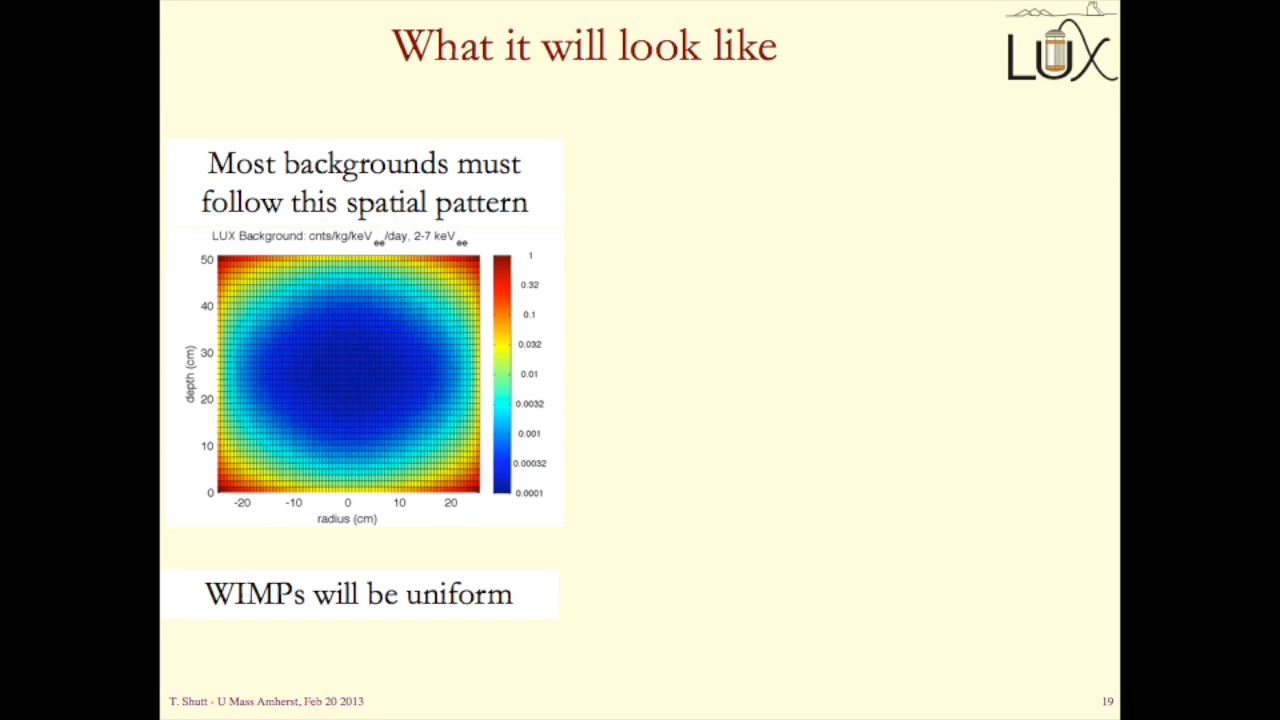 What it will look like
LUX
Most backgrounds must
follow this spatial pattern
LUX Background: cnts/kg/keVee/day, 2-7 keVee
50
40
30
20
10
0
depth (cm)
-20 -10 0 10 20
radius (cm)
1
0.32
0.1
0.032
0.01
0.0032
0.001
0.00032
0.0001
WIMPs will be uniform
T. Shutt - U Mass Amherst, Feb 20 2013
19